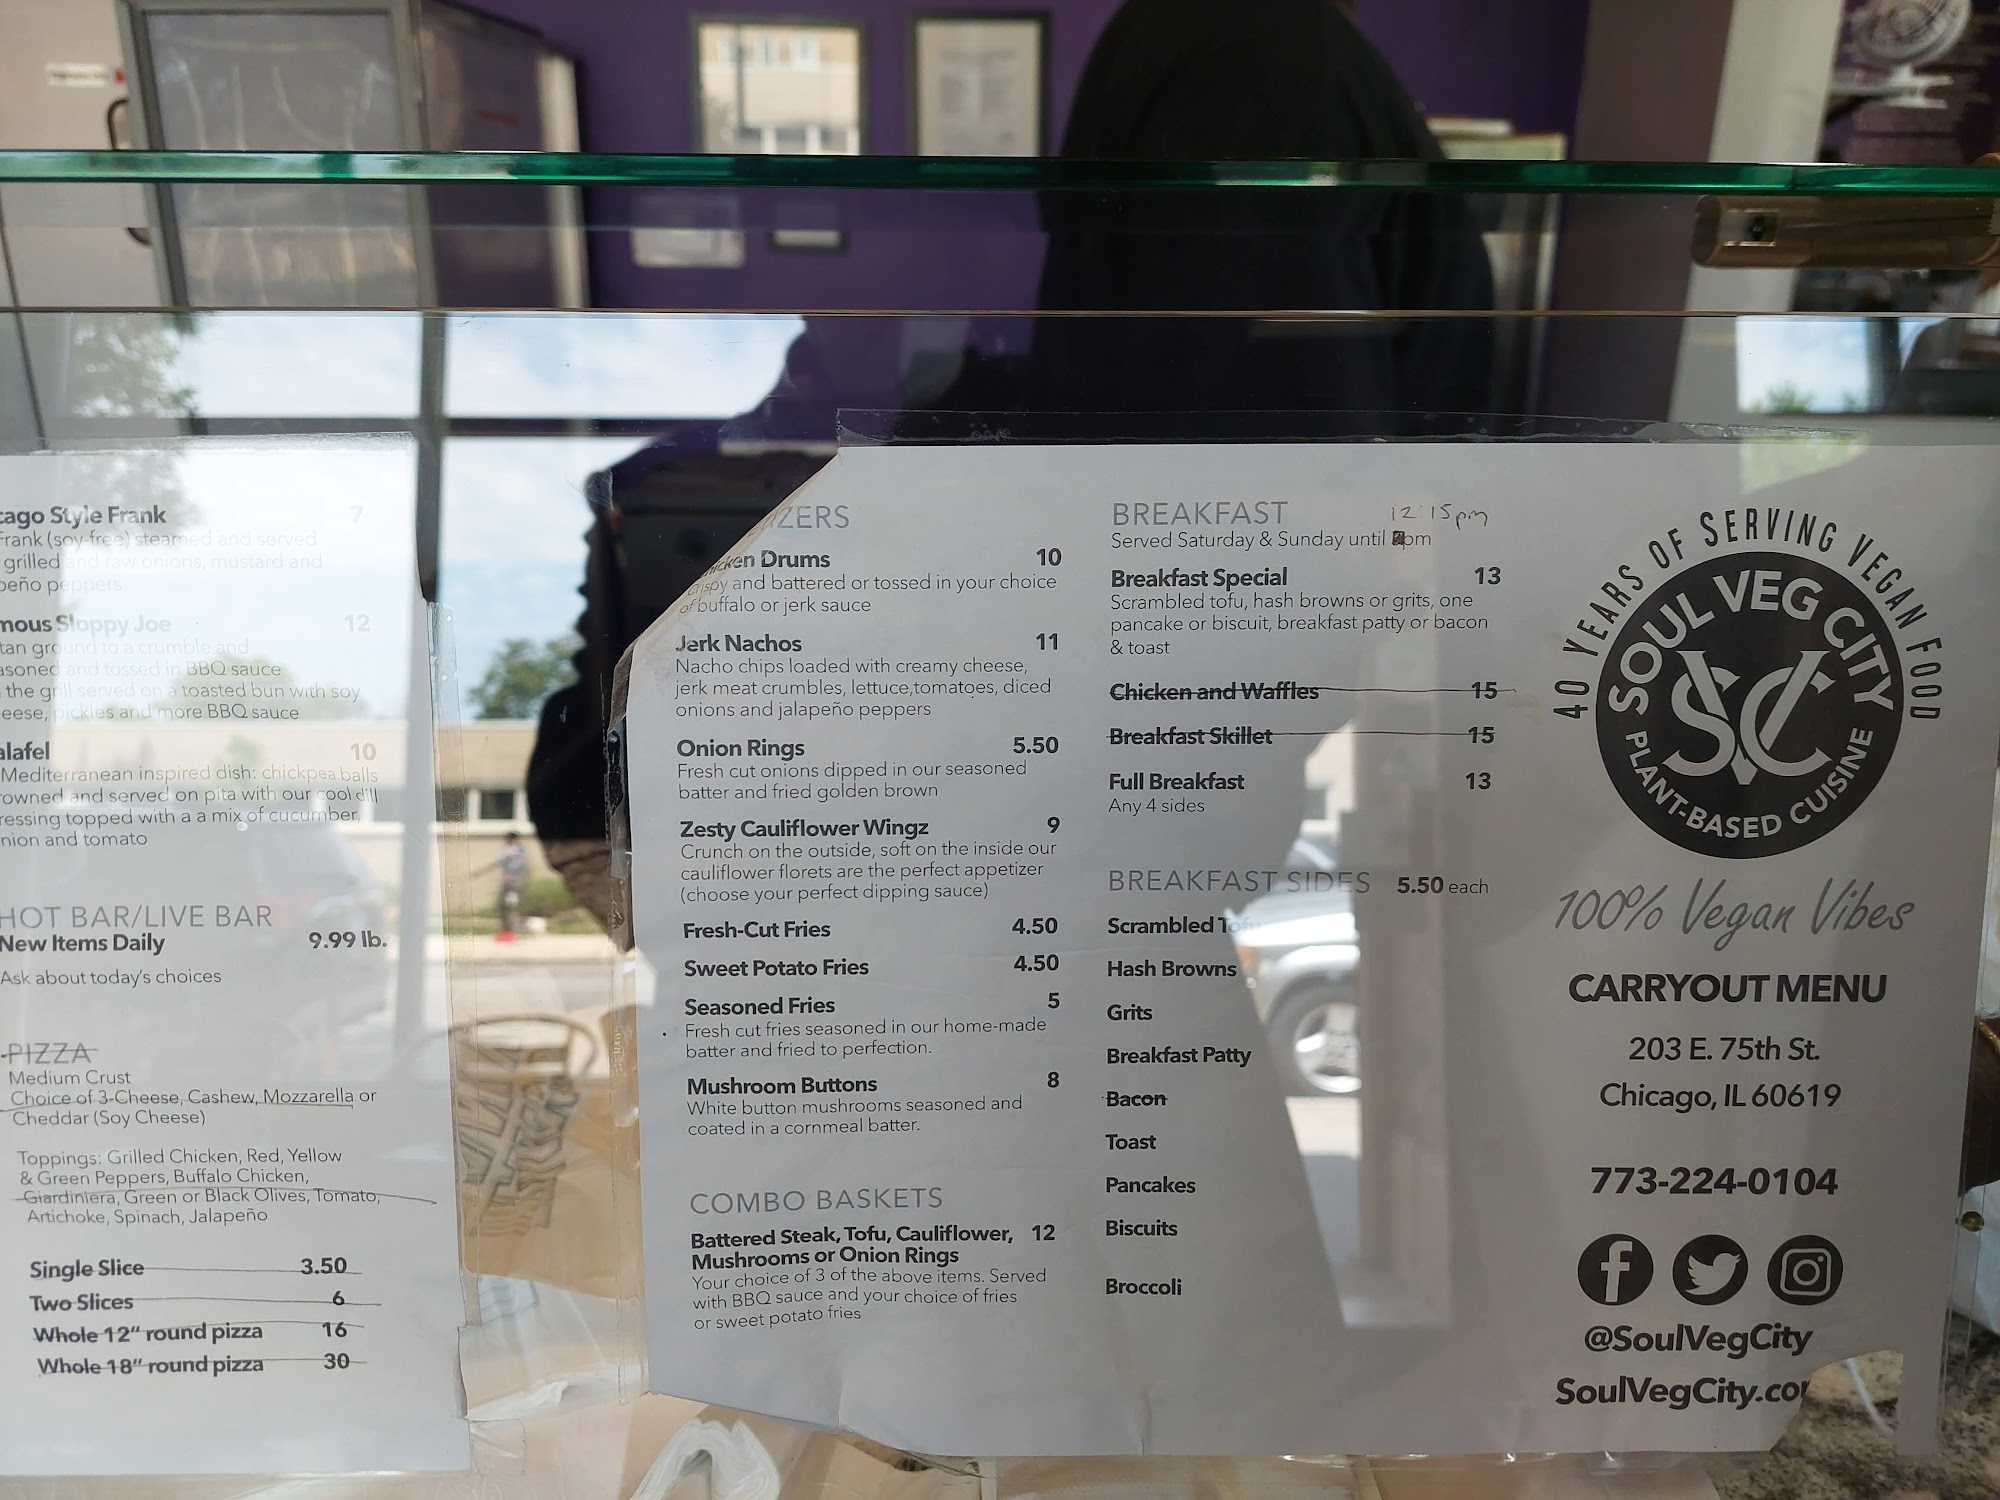 cago Style Frank 7
Frank (soy-free) steamed and served
grilled and raw onions, mustard and
peño peppers
mous Sloppy Joe 12
tan ground to a crumble and
asoned and tossed in BBQ sauce
the grill served on a toasted bun with soy
eese, pickles and more BBQ sauce
alafel 10
Mediterranean inspired dish: chickpea balls
rowned and served on pita with our cool dill
ressing topped with a a mix of cucumber,
nion and tomato
HOT BAR/LIVE BAR
New Items Daily 9.99 lb.
Ask about today's choices
PIZZA
Medium Crust
Choice of 3-Cheese, Cashew, Mozzarella or
Cheddar (Soy Cheese)
Toppings: Grilled Chicken, Red, Yellow
& Green Peppers, Buffalo Chicken,
Giardiniera, Green or Black Olives, Tomato,
Artichoke, Spinach, Jalapeño
Single Slice 3.50
Two Slices 6
Whole 12" round pizza 16
Whole 18" round pizza 30
IZERS
icken Drums 10
crispy and battered or tossed in your choice
of buffalo or jerk sauce
Jerk Nachos 11
Nacho chips loaded with creamy cheese,
jerk meat crumbles, lettuce,tomatoes, diced
onions and jalapeño peppers
Onion Rings 5.50
Fresh cut onions dipped in our seasoned
batter and fried golden brown
Zesty Cauliflower Wingz 9
Crunch on the outside, soft on the inside our
cauliflower florets are the perfect appetizer
(choose your perfect dipping sauce)
Fresh-Cut Fries 4.50
Sweet Potato Fries 4.50
Seasoned Fries 5
Fresh cut fries seasoned in our home-made
batter and fried to perfection.
Mushroom Buttons 8
White button mushrooms seasoned and
coated in a cornmeal batter.
COMBO BASKETS
Battered Steak, Tofu, Cauliflower, 12
Mushrooms or Onion Rings
Your choice of 3 of the above items. Served
with BBQ sauce and your choice of fries
or sweet potato fries
BREAKFAST 12:15pm
Served Saturday & Sunday until pm
Breakfast Special 13
Scrambled tofu, hash browns or grits, one
pancake or biscuit, breakfast patty or bacon
& toast
Chicken and Waffles 15
Breakfast Skillet 15
Full Breakfast 13
Any 4 sides
BREAKFAST SIDES 5.50 each
Scrambled Tofu
Hash Browns
Grits
Breakfast Patty
Bacon
Toast
Pancakes
Biscuits
Broccoli
40 YEARS OF SERVING VEGAN FOOD
SOUL VEG CITY
SVC
PLANT-BASED CUISINE
100% Vegan Vibes
CARRYOUT MENU
203 E. 75th St.
Chicago, IL 60619
773-224-0104
@SoulVegCity
SoulVegCity.co